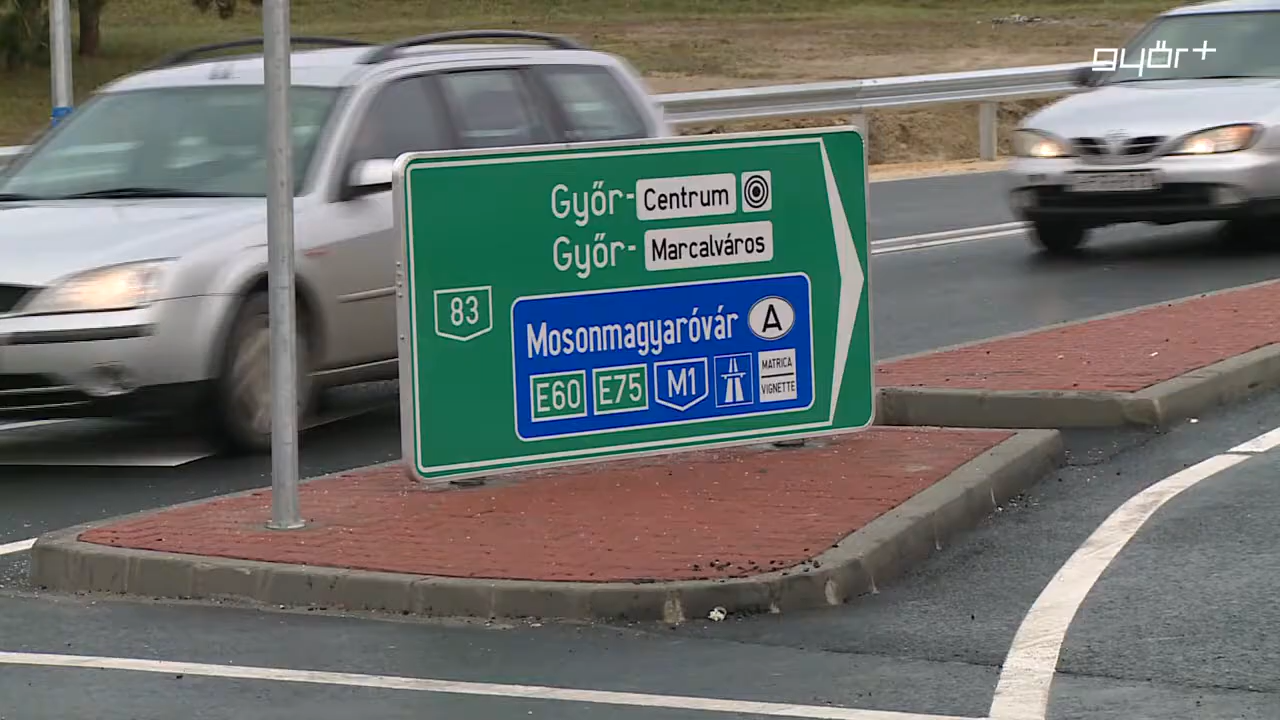 győr+
Győr-Centrum
Győr-Marcalváros
83
Mosonmagyaróvár A
E60 E75 M1 MATRICA
VIGNETTE